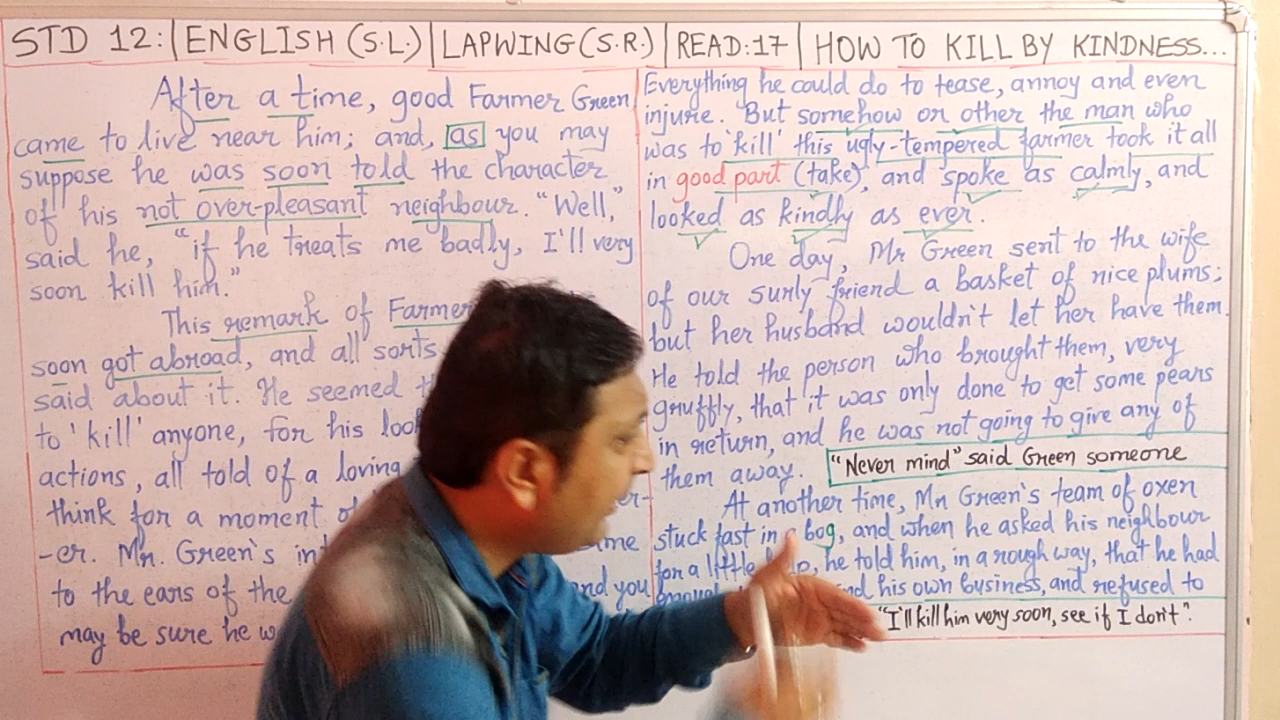 STD 12: | ENGLISH (S.L.) | LAPWING (S.R.) | READ:17 | HOW TO KILL BY KINDNESS...
After a time, good Farmer Green
came to live near him; and, as you may
suppose he was soon told the character
of his not over-pleasant neighbour. "Well,"
said he, "if he treats me badly, I'll very
soon kill him."
This remark of Farmer
soon got abroad, and all sorts
said about it. He seemed
to 'kill' anyone, for his
actions, all told of a loving
think for a moment
-er. Mr. Green's
to the ears of the
may be sure he
and you
Everything he could do to tease, annoy and even
injure. But somehow or other the man who
was to 'kill' this ugly-tempered farmer took it all
in good part (take), and spoke as calmly, and
looked as kindly as ever.
One day, Mr Green sent to the wife
of our surly friend a basket of nice plums;
but her husband wouldn't let her have them.
He told the person who brought them, very
gruffly, that it was only done to get some pears
in return, and he was not going to give any of
them away. "Never mind" said Green someone
At another time, Mr Green's team of oxen
stuck fast in a bog, and when he asked his neighbour
for a little he told him, in a rough way, that he had
his own business, and refused to
"I'll kill him very soon, see if I don't".